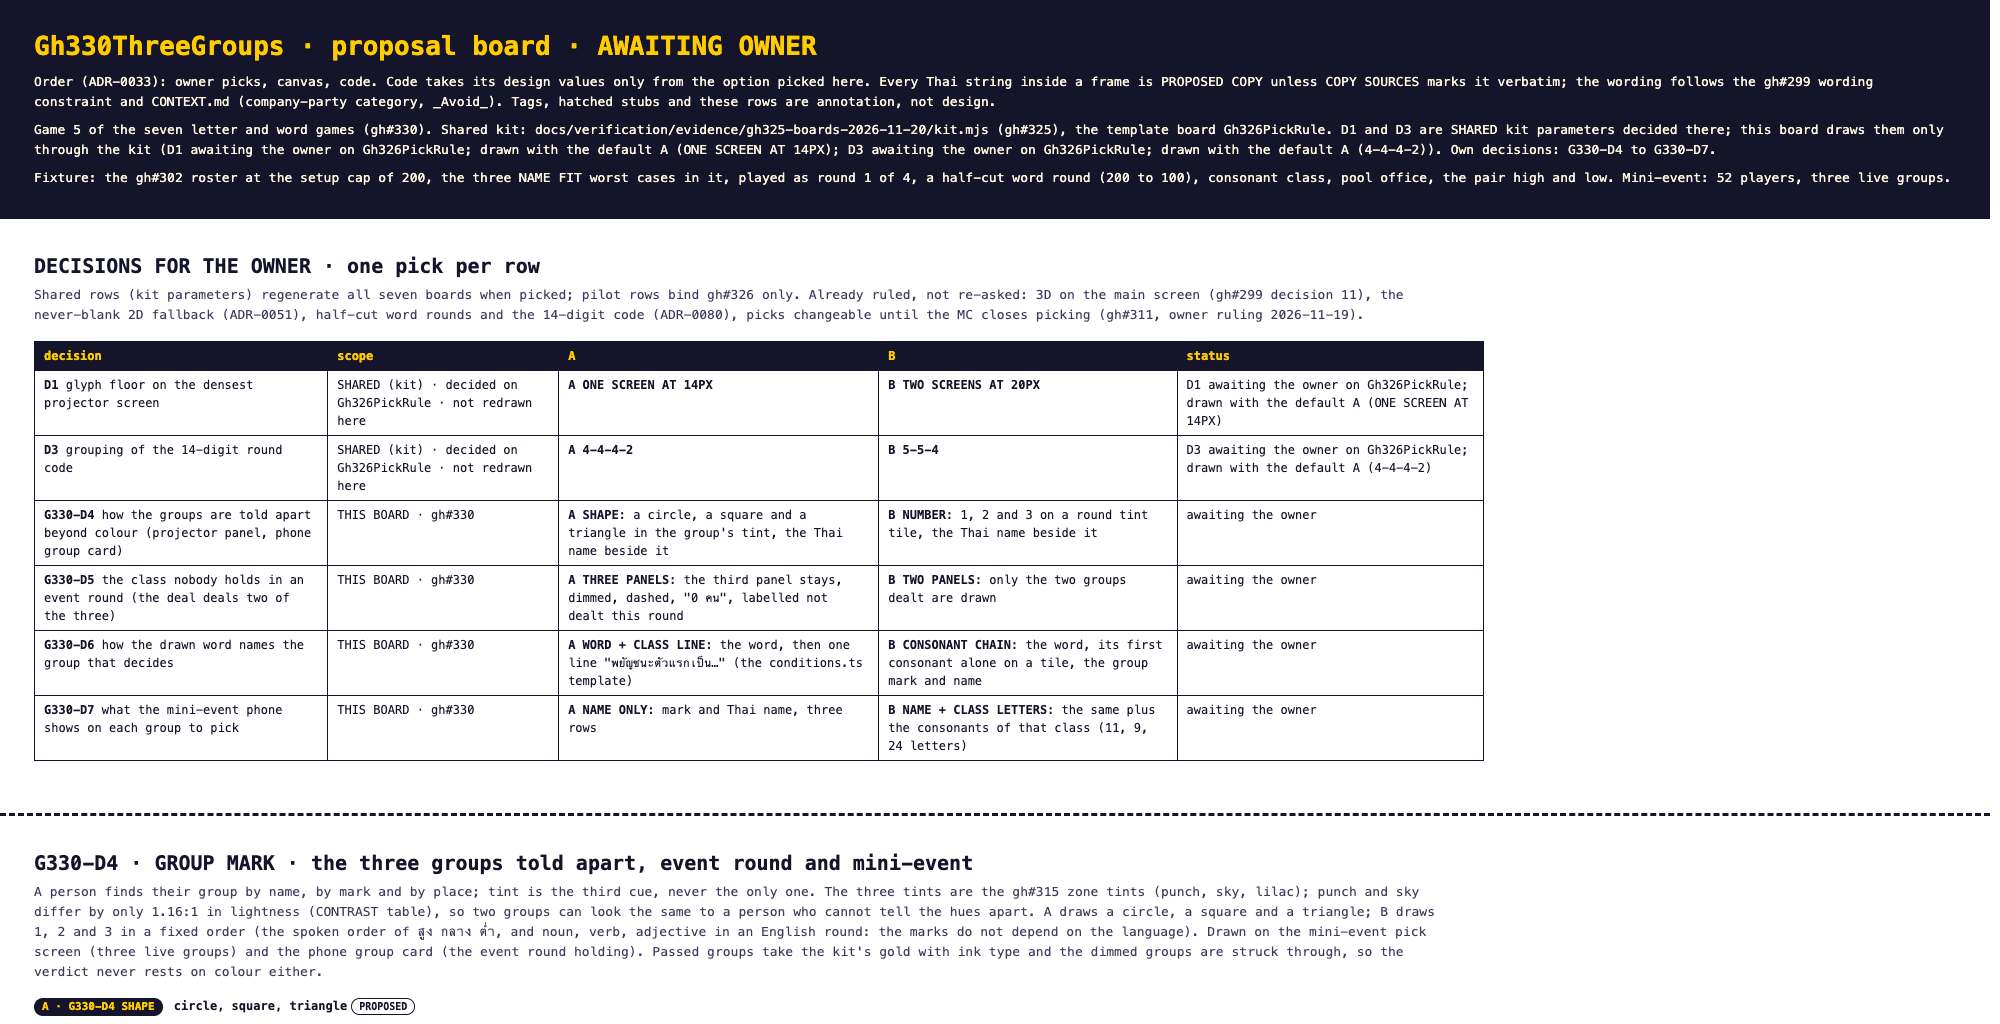 Gh330ThreeGroups · proposal board · AWAITING OWNER
Order (ADR-0033): owner picks, canvas, code. Code takes its design values only from the option picked here. Every Thai string inside a frame is PROPOSED COPY unless COPY SOURCES marks it verbatim; the wording follows the gh#299 wording
constraint and CONTEXT.md (company-party category, _Avoid_). Tags, hatched stubs and these rows are annotation, not design.
Game 5 of the seven letter and word games (gh#330). Shared kit: docs/verification/evidence/gh325-boards-2026-11-20/kit.mjs (gh#325), the template board Gh326PickRule. D1 and D3 are SHARED kit parameters decided there; this board draws them only
through the kit (D1 awaiting the owner on Gh326PickRule; drawn with the default A (ONE SCREEN AT 14PX); D3 awaiting the owner on Gh326PickRule; drawn with the default A (4-4-4-2)). Own decisions: G330-D4 to G330-D7.
Fixture: the gh#302 roster at the setup cap of 200, the three NAME FIT worst cases in it, played as round 1 of 4, a half-cut word round (200 to 100), consonant class, pool office, the pair high and low. Mini-event: 52 players, three live groups.
DECISIONS FOR THE OWNER · one pick per row
Shared rows (kit parameters) regenerate all seven boards when picked; pilot rows bind gh#326 only. Already ruled, not re-asked: 3D on the main screen (gh#299 decision 11), the
never-blank 2D fallback (ADR-0051), half-cut word rounds and the 14-digit code (ADR-0080), picks changeable until the MC closes picking (gh#311, owner ruling 2026-11-19).
decision scope A B status
D1 glyph floor on the densest projector screen
SHARED (kit) · decided on Gh326PickRule · not redrawn here
A ONE SCREEN AT 14PX
B TWO SCREENS AT 20PX
D1 awaiting the owner on Gh326PickRule; drawn with the default A (ONE SCREEN AT 14PX)
D3 grouping of the 14-digit round code
SHARED (kit) · decided on Gh326PickRule · not redrawn here
A 4-4-4-2
B 5-5-4
D3 awaiting the owner on Gh326PickRule; drawn with the default A (4-4-4-2)
G330-D4 how the groups are told apart beyond colour (projector panel, phone group card)
THIS BOARD · gh#330
A SHAPE: a circle, a square and a triangle in the group's tint, the Thai name beside it
B NUMBER: 1, 2 and 3 on a round tint tile, the Thai name beside it
awaiting the owner
G330-D5 the class nobody holds in an event round (the deal deals two of the three)
THIS BOARD · gh#330
A THREE PANELS: the third panel stays, dimmed, dashed, "0 คน", labelled not dealt this round
B TWO PANELS: only the two groups dealt are drawn
awaiting the owner
G330-D6 how the drawn word names the group that decides
THIS BOARD · gh#330
A WORD + CLASS LINE: the word, then one line "พยัญชนะตัวแรกเป็น…" (the conditions.ts template)
B CONSONANT CHAIN: the word, its first consonant alone on a tile, the group mark and name
awaiting the owner
G330-D7 what the mini-event phone shows on each group to pick
THIS BOARD · gh#330
A NAME ONLY: mark and Thai name, three rows
B NAME + CLASS LETTERS: the same plus the consonants of that class (11, 9, 24 letters)
awaiting the owner
G330-D4 · GROUP MARK · the three groups told apart, event round and mini-event
A person finds their group by name, by mark and by place; tint is the third cue, never the only one. The three tints are the gh#315 zone tints (punch, sky, lilac); punch and sky
differ by only 1.16:1 in lightness (CONTRAST table), so two groups can look the same to a person who cannot tell the hues apart. A draws a circle, a square and a triangle; B draws
1, 2 and 3 in a fixed order (the spoken order of สูง กลาง ต่ำ, and noun, verb, adjective in an English round: the marks do not depend on the language). Drawn on the mini-event pick
screen (three live groups) and the phone group card (the event round holding). Passed groups take the kit's gold with ink type and the dimmed groups are struck through, so the
verdict never rests on colour either.
A · G330-D4 SHAPE circle, square, triangle PROPOSED